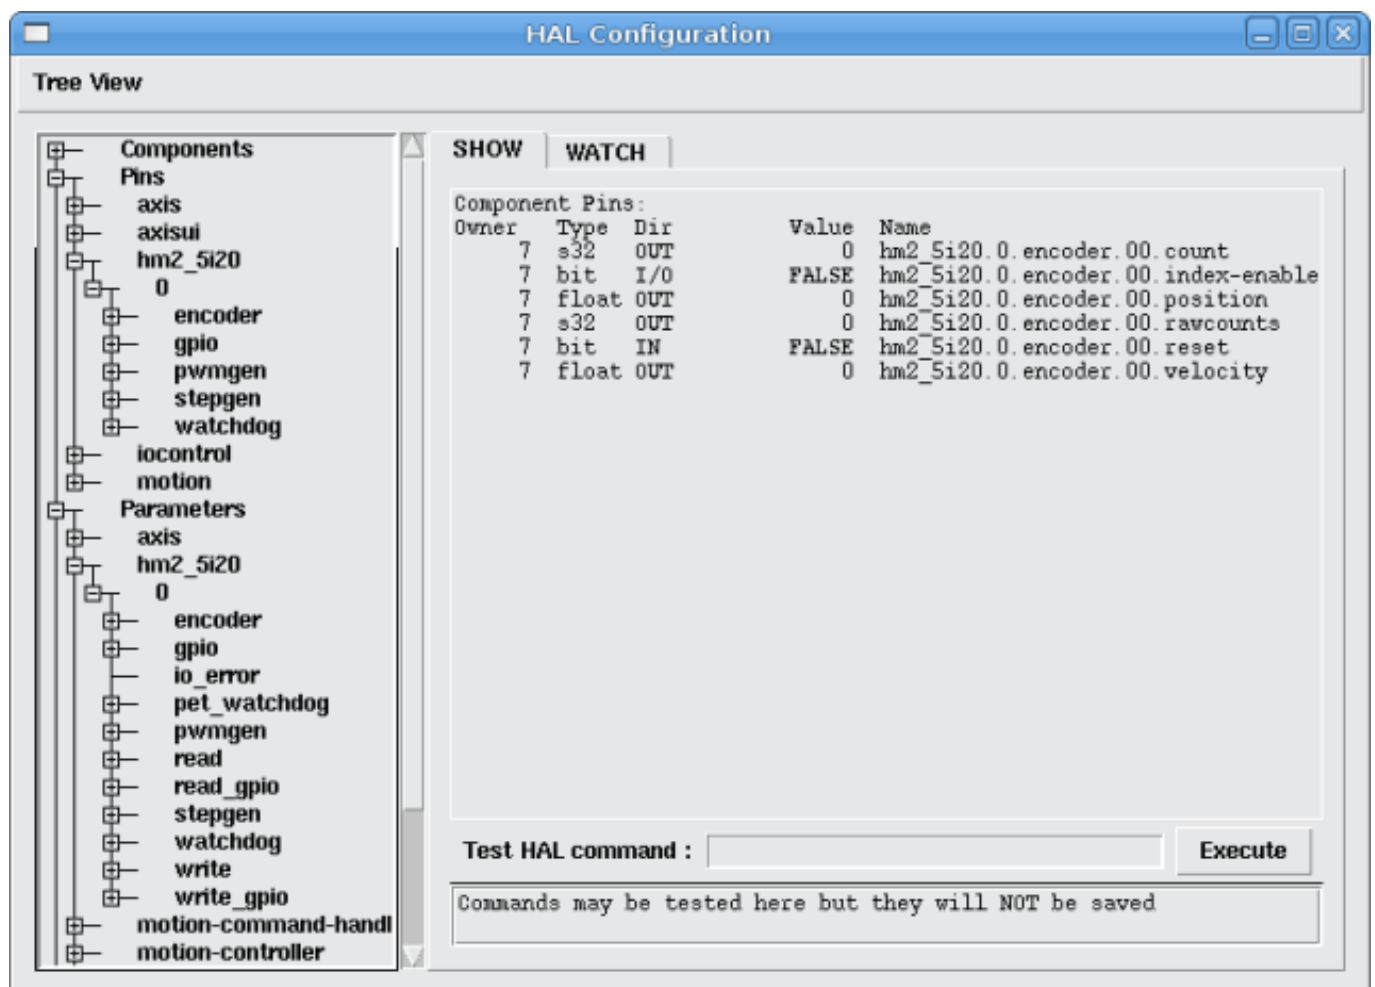 HAL Configuration
Tree View
Components
Pins
axis
axisui
hm2_5i20
0
encoder
gpio
pwmgen
stepgen
watchdog
iocontrol
motion
Parameters
axis
hm2_5i20
0
encoder
gpio
io_error
pet_watchdog
pwmgen
read
read_gpio
stepgen
watchdog
write
write_gpio
motion-command-handl
motion-controller
SHOW WATCH
Component Pins:
Owner Type Dir Value Name
7 s32 OUT 0 hm2_5i20.0.encoder.00.count
7 bit I/O FALSE hm2_5i20.0.encoder.00.index-enable
7 float OUT 0 hm2_5i20.0.encoder.00.position
7 s32 OUT 0 hm2_5i20.0.encoder.00.rawcounts
7 bit IN FALSE hm2_5i20.0.encoder.00.reset
7 float OUT 0 hm2_5i20.0.encoder.00.velocity
Test HAL command : Execute
Commands may be tested here but they will NOT be saved